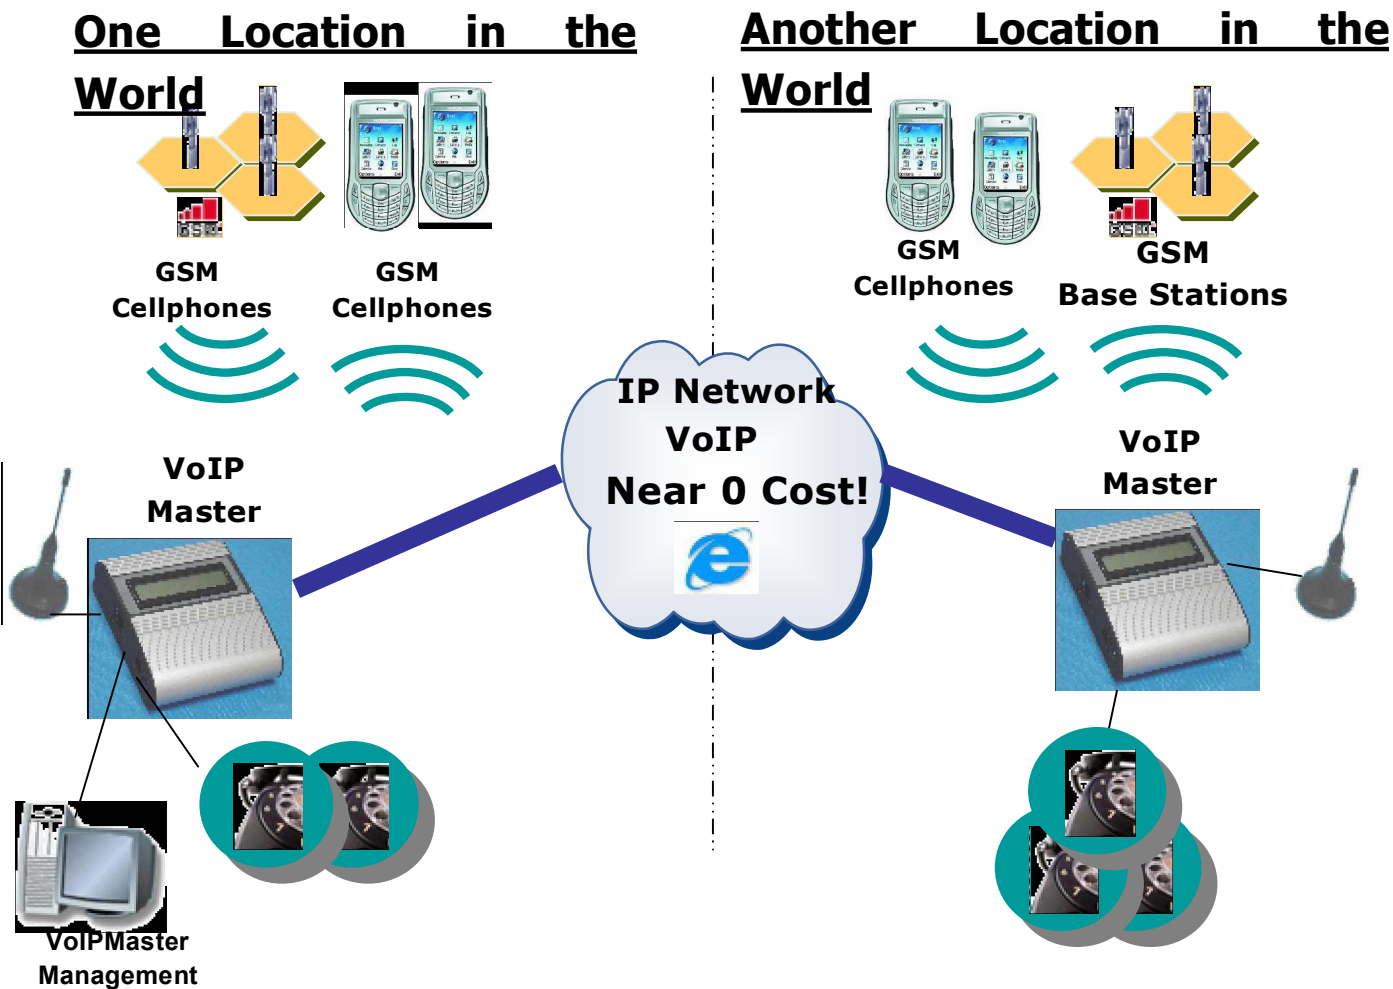 One Location in the
World
Another Location in the
World
GSM
Cellphones
GSM
Cellphones
GSM
Cellphones
GSM
Base Stations
IP Network
VoIP
Near 0 Cost!
VoIP
Master
VoIP
Master
VoIPMaster
Management